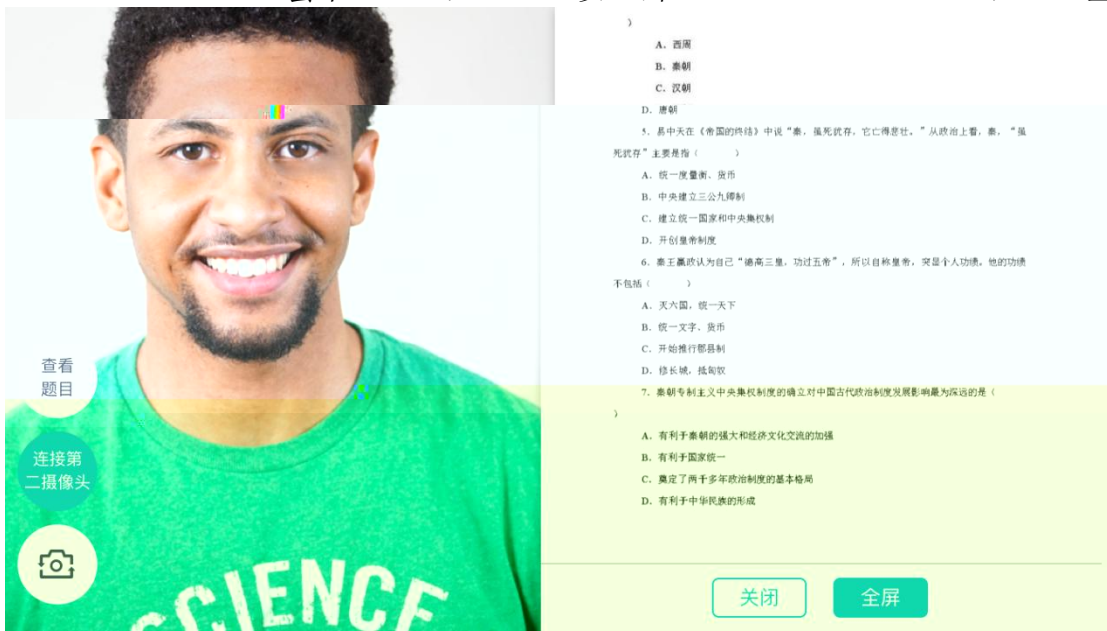 ）
A、西周
B、秦朝
C、汉朝
D、唐朝
5、易中天在《帝国的终结》中说“秦，虽死犹存，它亡得悲壮。”从政治上看，秦，“虽
死犹存”主要是指（　　）
A、统一度量衡、货币
B、中央建立三公九卿制
C、建立统一国家和中央集权制
D、开创皇帝制度
6、秦王嬴政认为自己“德高三皇，功过五帝”，所以自称皇帝，突显个人功绩，他的功绩
不包括（　　）
A、灭六国，统一天下
B、统一文字、货币
C、开始推行郡县制
D、修长城，抵匈奴
7、秦朝专制主义中央集权制度的确立对中国古代政治制度发展影响最为深远的是（
）
A、有利于秦朝的强大和经济文化交流的加强
B、有利于国家统一
C、奠定了两千多年政治制度的基本格局
D、有利于中华民族的形成
查看
题目
连接第
二摄像头
SCIENCE
关闭
全屏